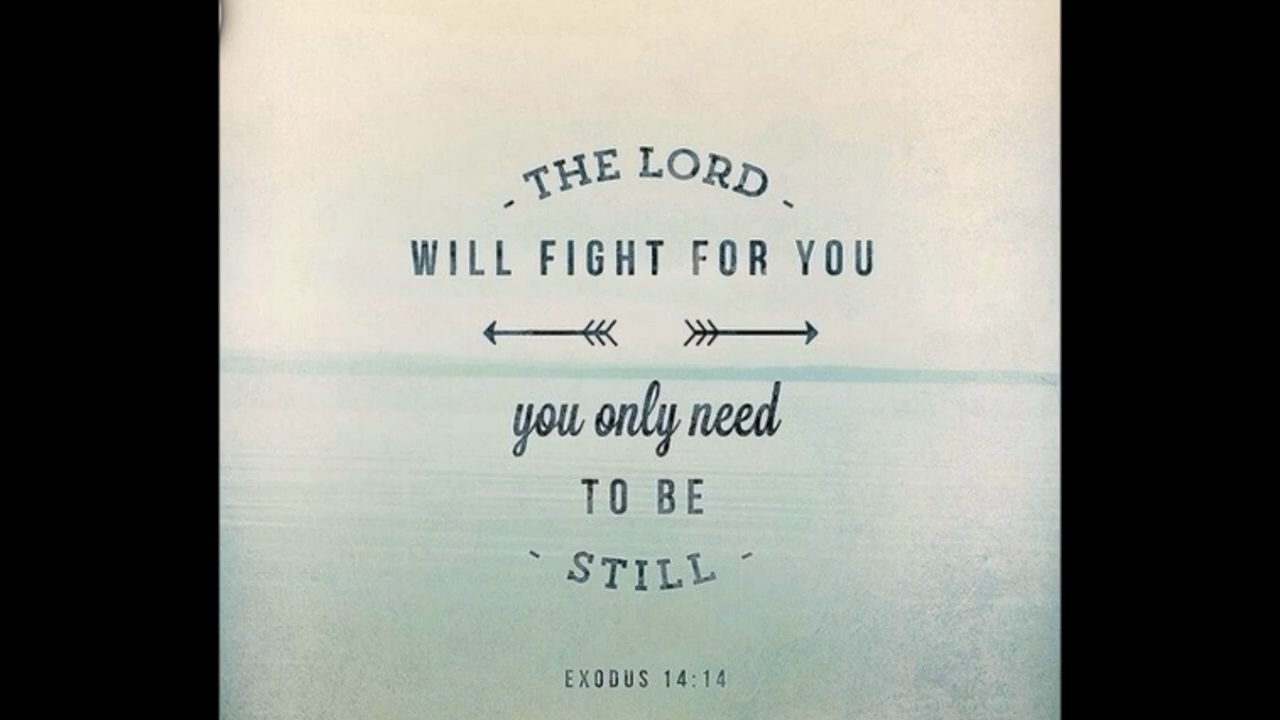 - THE LORD -
WILL FIGHT FOR YOU
you only need
TO BE
- STILL -
EXODUS 14:14